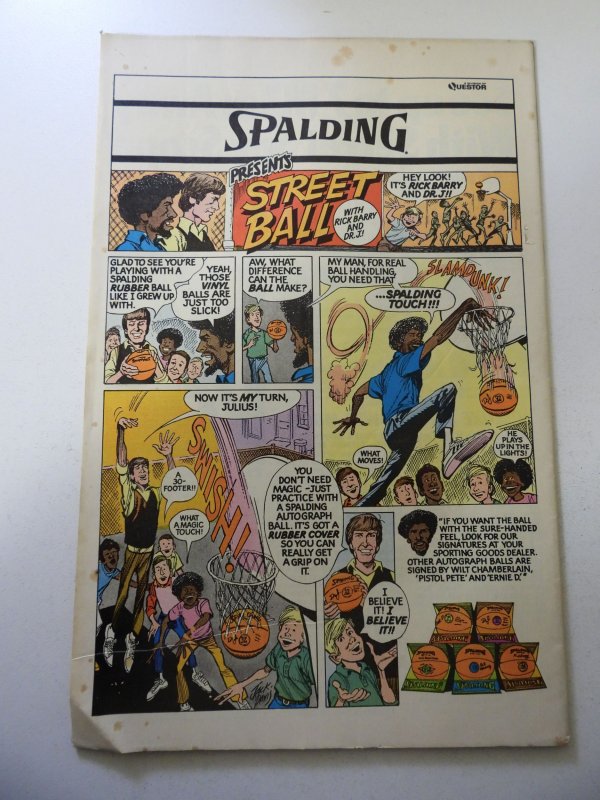 QUESTOR
SPALDING
PRESENTS
STREET
BALL
WITH
RICK BARRY
AND
DR. J!
HEY LOOK!
IT'S RICK BARRY
AND DR. J!!
GLAD TO SEE YOU'RE
PLAYING WITH A
SPALDING
RUBBER BALL
LIKE I GREW UP
WITH.
YEAH,
THOSE
VINYL
BALLS ARE
JUST TOO
SLICK!
AW, WHAT
DIFFERENCE
CAN THE
BALL MAKE?
MY MAN, FOR REAL
BALL HANDLING,
YOU NEED THAT
...SPALDING
TOUCH!!!
SLAMDUNK!
WHAT
MOVES!
HE
PLAYS
UP IN THE
LIGHTS!
NOW IT'S MY TURN,
JULIUS!
SWISH!
A
30-
FOOTER!!
WHAT
A MAGIC
TOUCH!
YOU
DON'T NEED
MAGIC - JUST
PRACTICE WITH
A SPALDING
AUTOGRAPH
BALL. IT'S GOT A
RUBBER COVER
SO YOU CAN
REALLY GET
A GRIP ON
IT.
I
BELIEVE
IT! I
BELIEVE
IT!!
"IF YOU WANT THE BALL
WITH THE SURE-HANDED
FEEL, LOOK FOR OUR
SIGNATURES AT YOUR
SPORTING GOODS DEALER.
OTHER AUTOGRAPH BALLS ARE
SIGNED BY WILT CHAMBERLAIN,
'PISTOL PETE' AND 'ERNIE D.'"